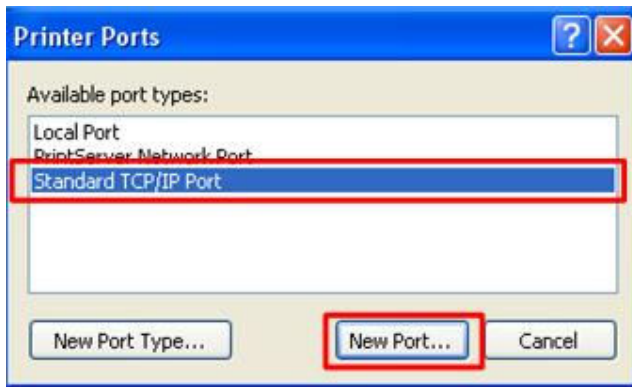 Printer Ports
Available port types:
Local Port
PrintServer Network Port
Standard TCP/IP Port
New Port Type...
New Port...
Cancel